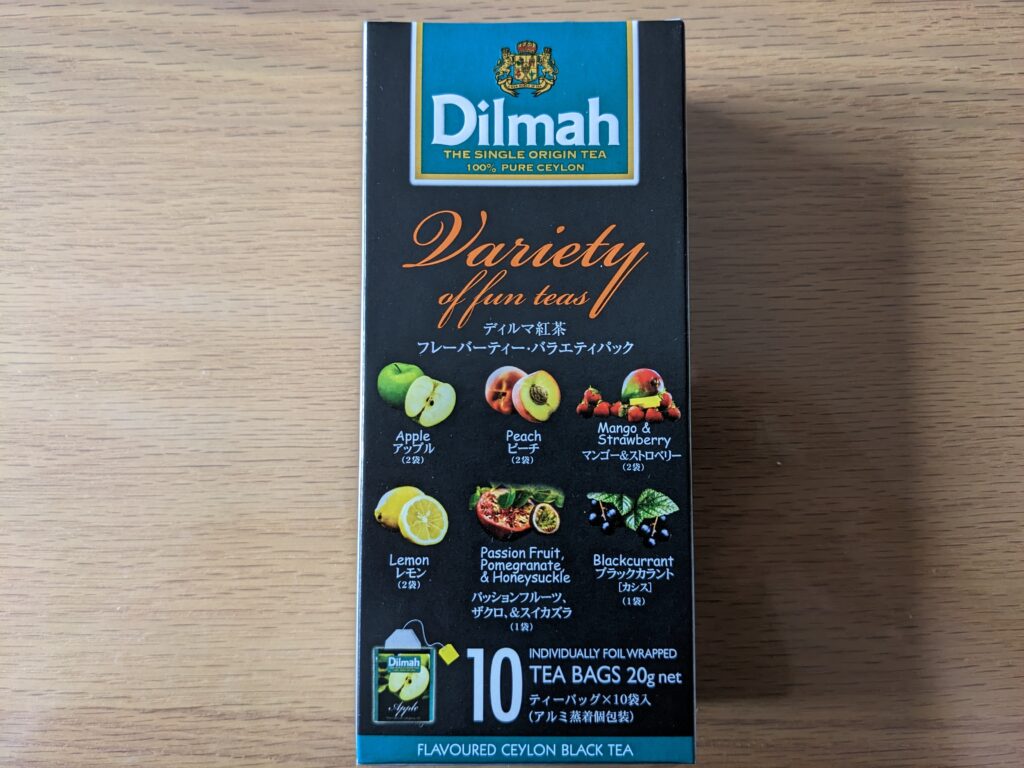 Dilmah
THE SINGLE ORIGIN TEA
100% PURE CEYLON
Variety
of fun teas
ディルマ紅茶
フレーバーティー・バラエティパック
Apple
アップル
(2袋)
Peach
ピーチ
(2袋)
Mango &
Strawberry
マンゴー&ストロベリー
(2袋)
Lemon
レモン
(2袋)
Passion Fruit,
Pomegranate,
& Honeysuckle
パッションフルーツ、
ザクロ、&スイカズラ
(1袋)
Blackcurrant
ブラックカラント
[カシス]
(1袋)
Dilmah
Apple
10
INDIVIDUALLY FOIL WRAPPED
TEA BAGS 20g net
ティーバッグ×10袋入
(アルミ蒸着個包装)
FLAVOURED CEYLON BLACK TEA